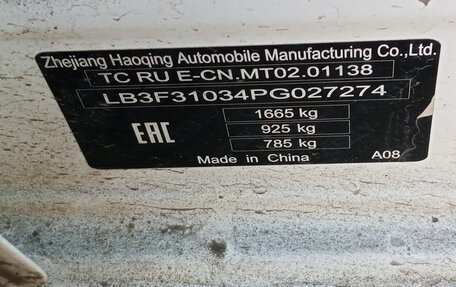 Zhejiang Haoqing Automobile Manufacturing Co.,Ltd.
TC RU E-CN.MT02.01138
LB3F31034PG027274
1665 kg
925 kg
785 kg
EAC
Made in China
A08